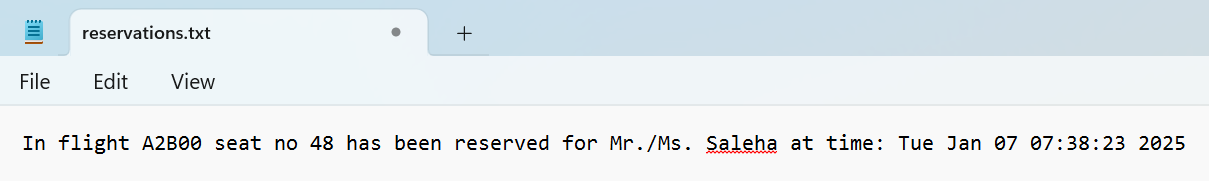 reservations.txt
File Edit View
In flight A2B00 seat no 48 has been reserved for Mr./Ms. Saleha at time: Tue Jan 07 07:38:23 2025